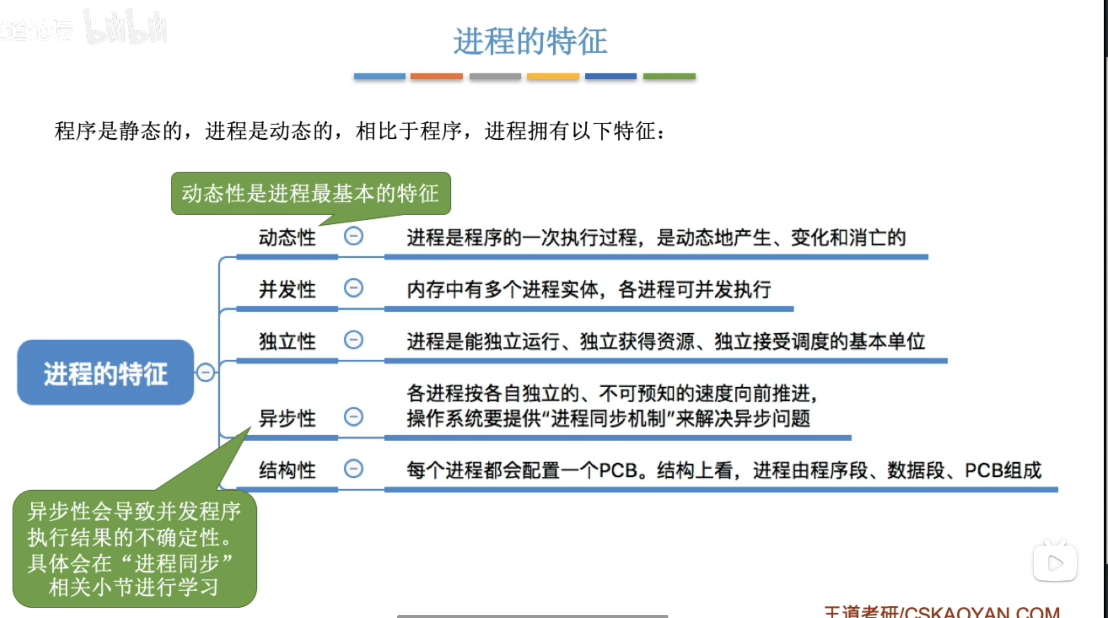 bilibili
进程的特征
程序是静态的，进程是动态的，相比于程序，进程拥有以下特征：
动态性是进程最基本的特征
动态性
进程是程序的一次执行过程，是动态地产生、变化和消亡的
并发性
内存中有多个进程实体，各进程可并发执行
独立性
进程是能独立运行、独立获得资源、独立接受调度的基本单位
进程的特征
异步性
各进程按各自独立的、不可预知的速度向前推进，
操作系统要提供“进程同步机制”来解决异步问题
结构性
每个进程都会配置一个PCB。结构上看，进程由程序段、数据段、PCB组成
异步性会导致并发程序
执行结果的不确定性。
具体会在“进程同步”
相关小节进行学习
王道考研/CSKAOYAN.COM